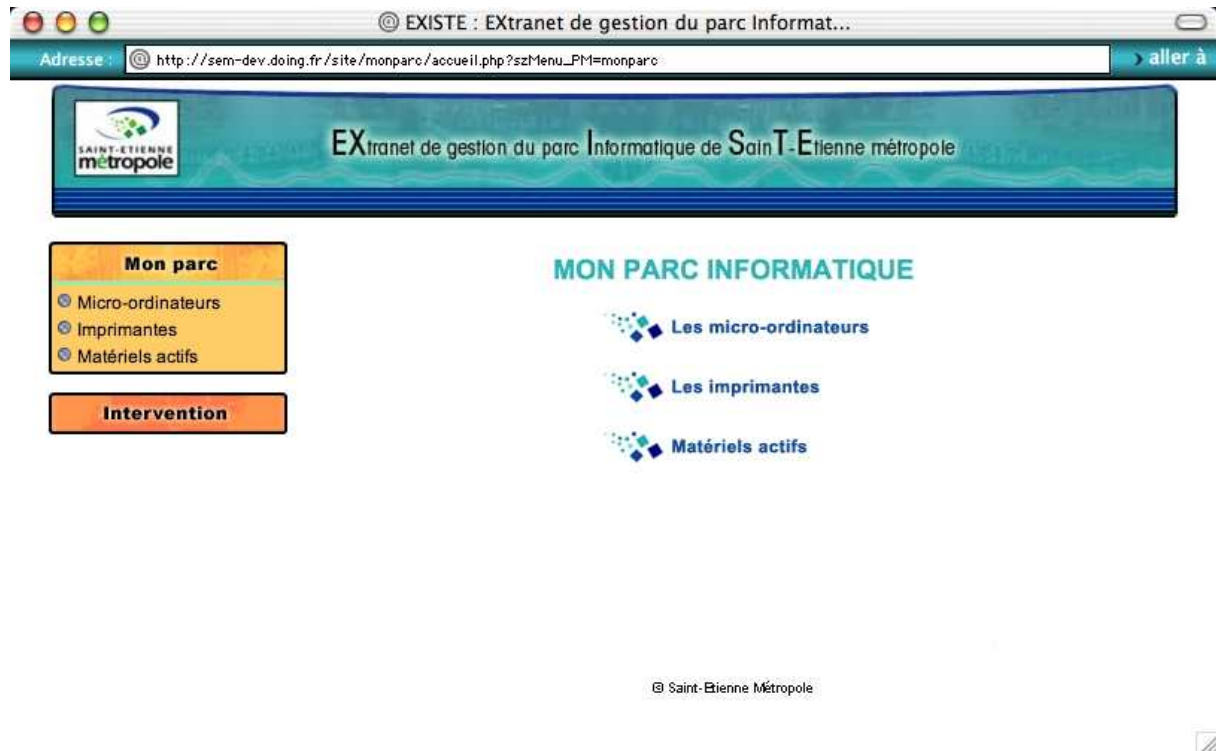 @ EXISTE : EXtranet de gestion du parc Informat...
Adresse : @ http://sem-dev.doing.fr/site/monparc/accueil.php?szMenu_PM=monparc › aller à
SAINT-ETIENNE
métropole
EXtranet de gestion du parc Informatique de SainT-Etienne métropole
Mon parc
Micro-ordinateurs
Imprimantes
Matériels actifs
Intervention
MON PARC INFORMATIQUE
Les micro-ordinateurs
Les imprimantes
Matériels actifs
© Saint-Etienne Métropole